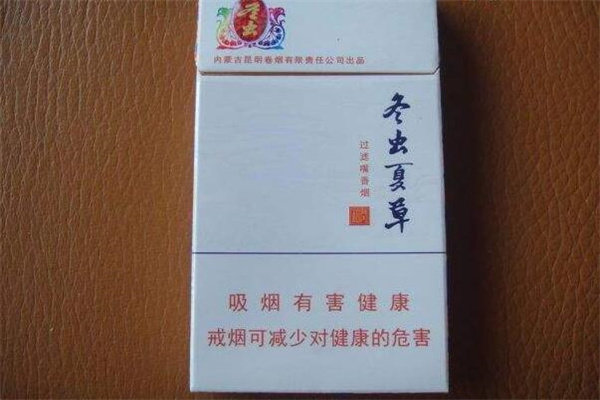 冬虫
内蒙古昆明卷烟有限责任公司出品
冬虫夏草
过滤嘴香烟
吸烟有害健康
戒烟可减少对健康的危害